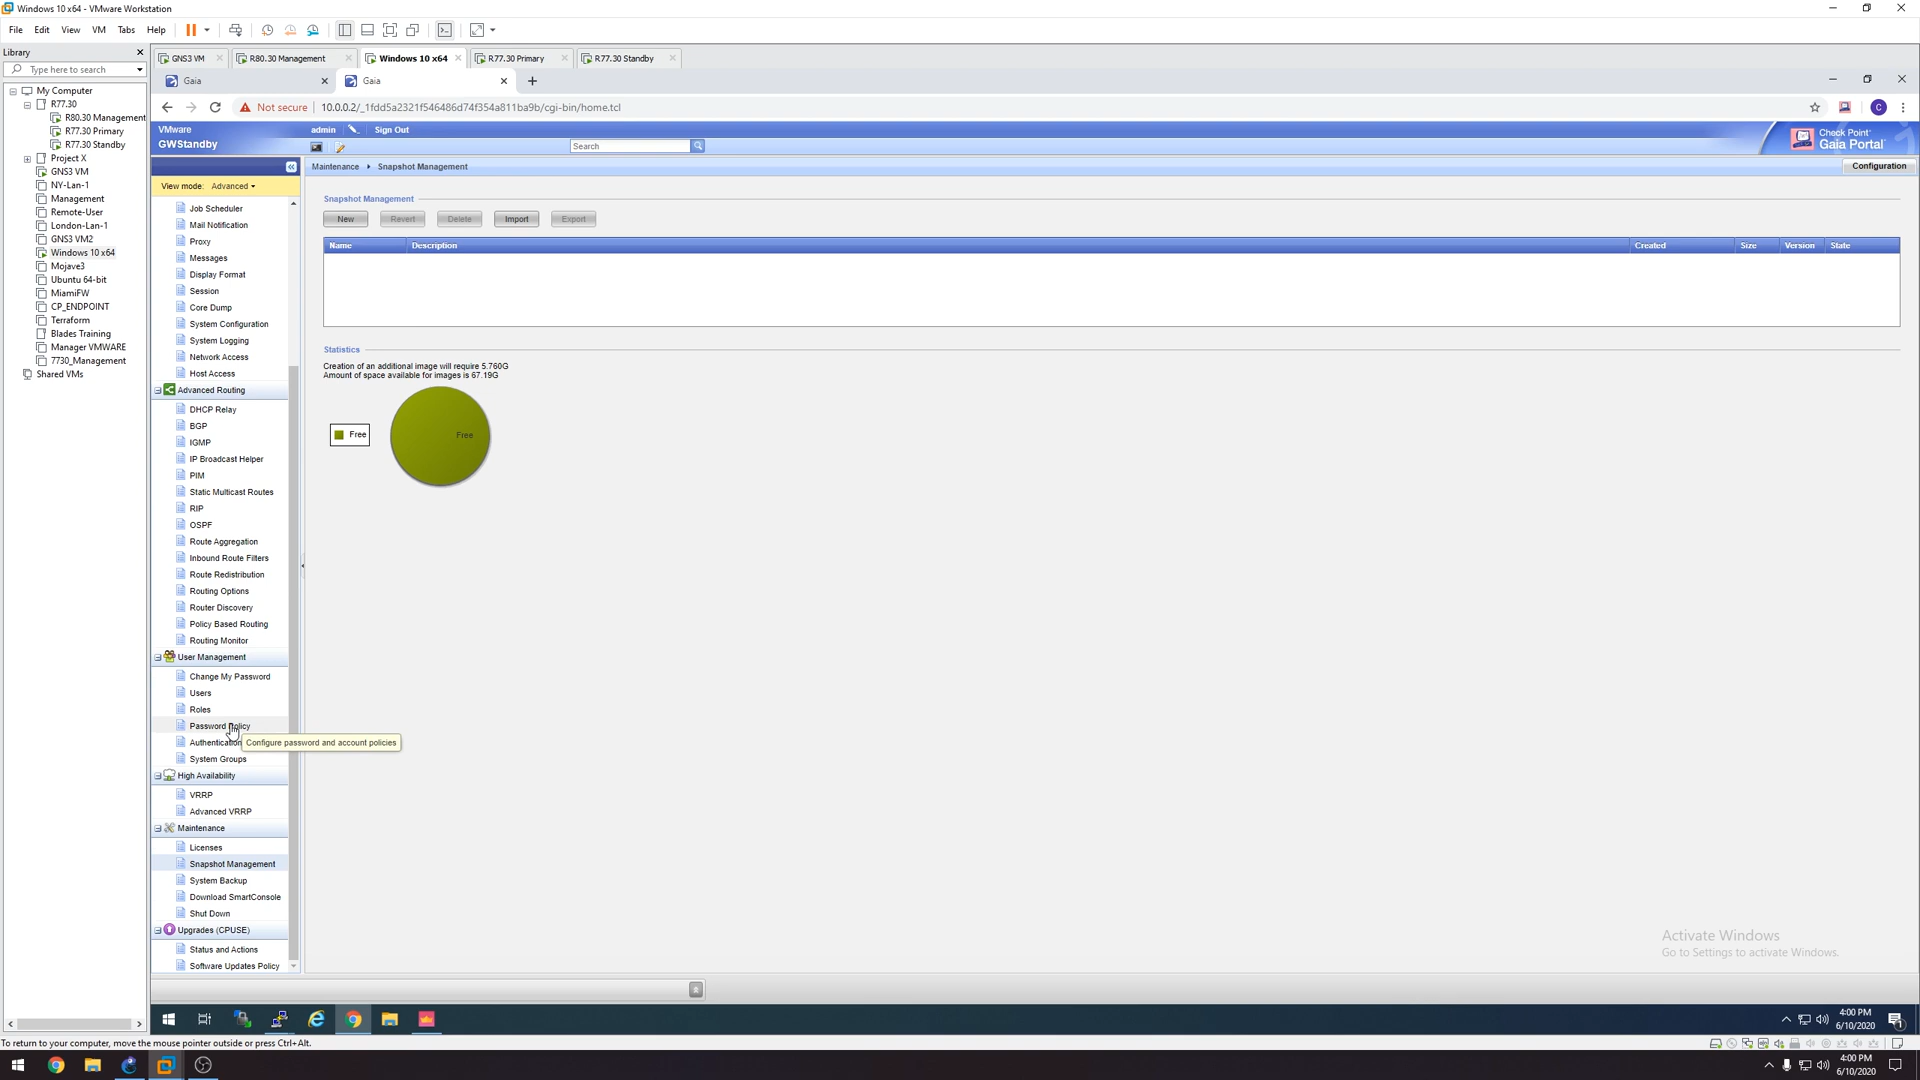 Windows 10 x64 - VMware Workstation
File Edit View VM Tabs Help
Library
Type here to search
My Computer
R77.30
R80.30 Management
R77.30 Primary
R77.30 Standby
Project X
GNS3 VM
NY-Lan-1
Management
Remote-User
London-Lan-1
GNS3 VM2
Windows 10 x64
Mojave3
Ubuntu 64-bit
MiamiFW
CP_ENDPOINT
Terraform
Blades Training
Manager VMWARE
7730_Management
Shared VMs
GNS3 VM R80.30 Management Windows 10 x64 R77.30 Primary R77.30 Standby
Gaia Gaia
Not secure 10.0.0.2/_1fdd5a2321f546486d74f354a811ba9b/cgi-bin/home.tcl C
VMware admin Sign Out
GWStandby Search
Check Point
Gaia Portal
Maintenance Snapshot Management Configuration
View mode: Advanced
Job Scheduler
Mail Notification
Proxy
Messages
Display Format
Session
Core Dump
System Configuration
System Logging
Network Access
Host Access
Advanced Routing
DHCP Relay
BGP
IGMP
IP Broadcast Helper
PIM
Static Multicast Routes
RIP
OSPF
Route Aggregation
Inbound Route Filters
Route Redistribution
Routing Options
Router Discovery
Policy Based Routing
Routing Monitor
User Management
Change My Password
Users
Roles
Password Policy
Authentication
System Groups
High Availability
VRRP
Advanced VRRP
Maintenance
Licenses
Snapshot Management
System Backup
Download SmartConsole
Shut Down
Upgrades (CPUSE)
Status and Actions
Software Updates Policy
Configure password and account policies
Snapshot Management
New Revert Delete Import Export
Name Description Created Size Version State
Statistics
Creation of an additional image will require 5.760G
Amount of space available for images is 67.19G
Free Free
Activate Windows
Go to Settings to activate Windows.
4:00 PM
6/10/2020
1
To return to your computer, move the mouse pointer outside or press Ctrl+Alt.
4:00 PM
6/10/2020